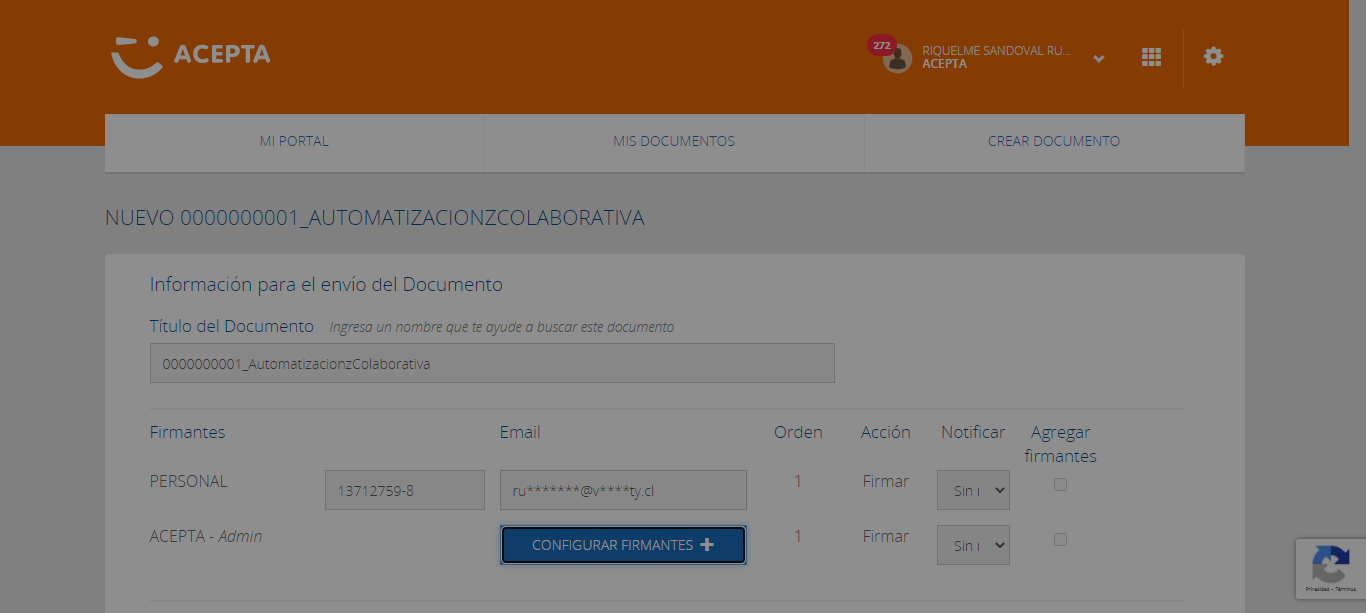 ACEPTA
272
RIQUELME SANDOVAL RU...
ACEPTA
MI PORTAL
MIS DOCUMENTOS
CREAR DOCUMENTO
NUEVO 0000000001_AUTOMATIZACIONZCOLABORATIVA
Información para el envío del Documento
Título del Documento Ingresa un nombre que te ayude a buscar este documento
0000000001_AutomatizacionzColaborativa
Firmantes Email Orden Acción Notificar Agregar firmantes
PERSONAL 13712759-8 ru*******@v****ty.cl 1 Firmar Sin
ACEPTA - Admin CONFIGURAR FIRMANTES 1 Firmar Sin
Privacidad - Términos